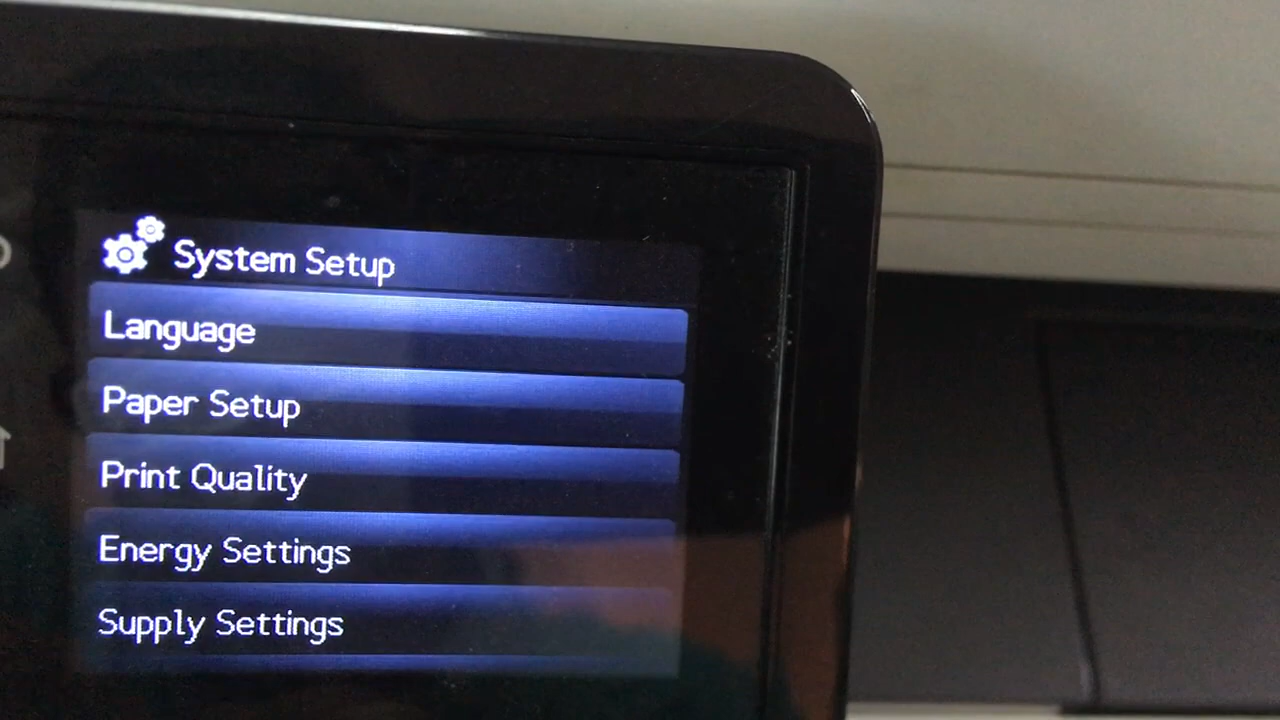 System Setup
Language
Paper Setup
Print Quality
Energy Settings
Supply Settings